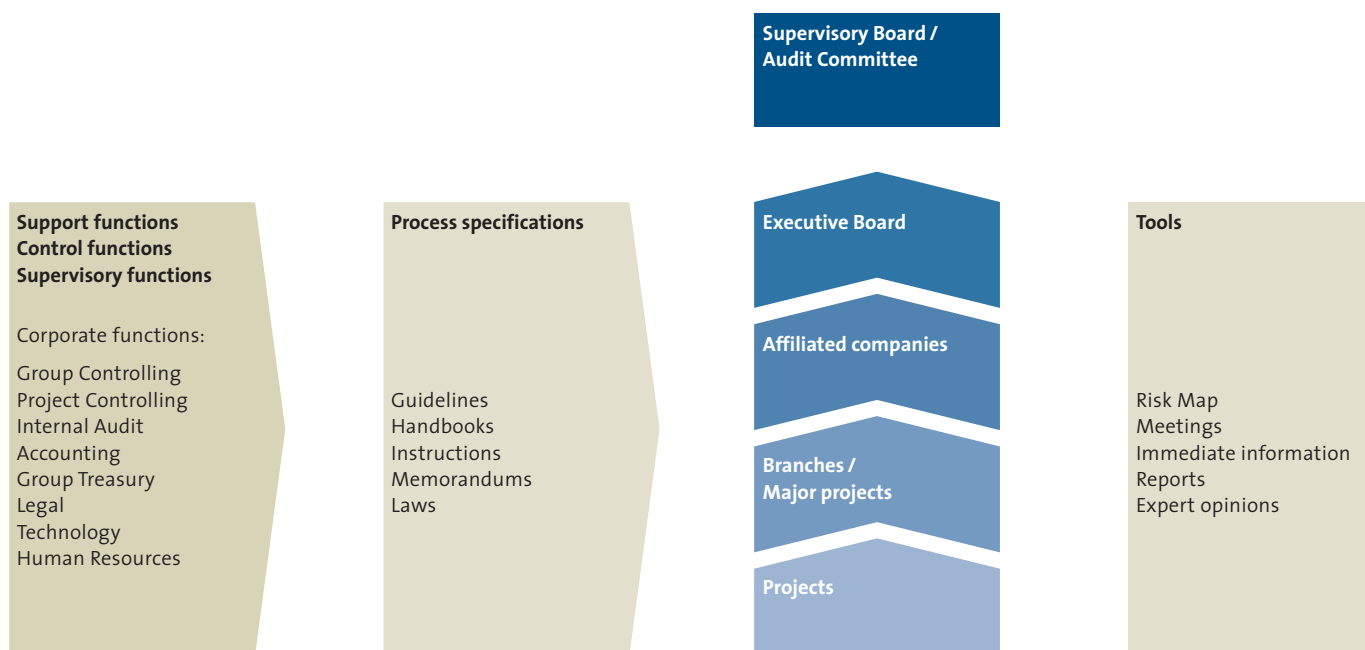 Supervisory Board /
Audit Committee
Support functions
Control functions
Supervisory functions
Corporate functions:
Group Controlling
Project Controlling
Internal Audit
Accounting
Group Treasury
Legal
Technology
Human Resources
Process specifications
Guidelines
Handbooks
Instructions
Memorandums
Laws
Executive Board
Affiliated companies
Branches /
Major projects
Projects
Tools
Risk Map
Meetings
Immediate information
Reports
Expert opinions